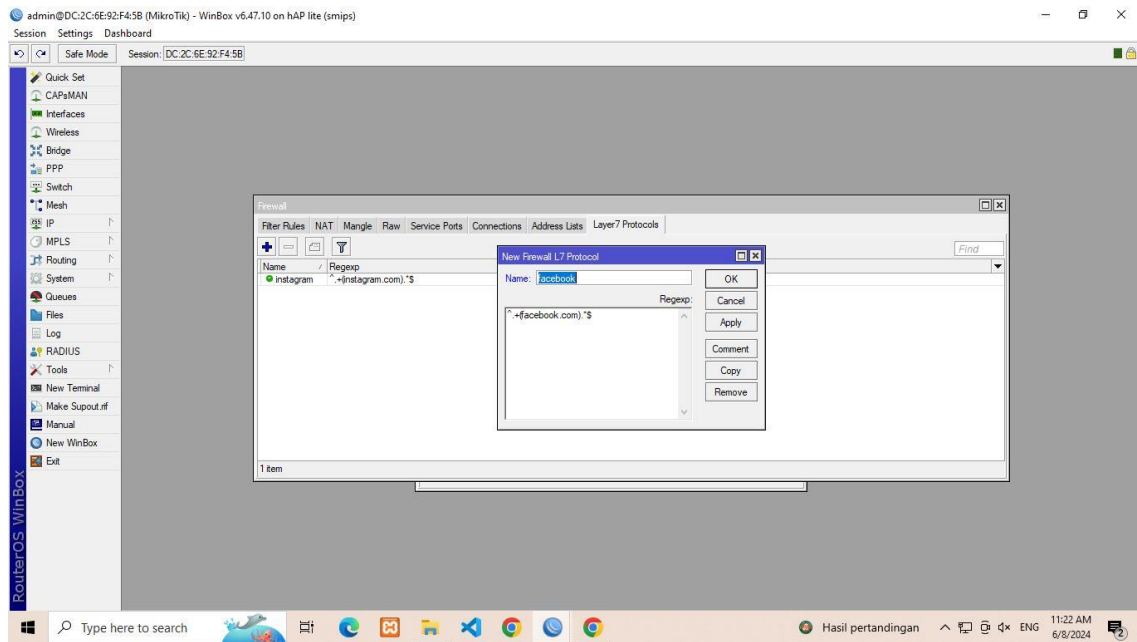 admin@DC:2C:6E:92:F4:5B (MikroTik) - WinBox v6.47.10 on hAP lite (smips)
Session Settings Dashboard
Safe Mode Session: DC:2C:6E:92:F4:5B
Quick Set
CAPsMAN
Interfaces
Wireless
Bridge
PPP
Switch
Mesh
IP
MPLS
Routing
System
Queues
Files
Log
RADIUS
Tools
New Terminal
Make Supout.rif
Manual
New WinBox
Exit
RouterOS WinBox
Firewall
Filter Rules NAT Mangle Raw Service Ports Connections Address Lists Layer7 Protocols
Find
Name / Regexp
instagram ^.+(instagram.com).*$
1 item
New Firewall L7 Protocol
Name: facebook
Regexp:
^.+(facebook.com).*$
OK
Cancel
Apply
Comment
Copy
Remove
Type here to search
Hasil pertandingan
ENG
11:22 AM
6/8/2024
2